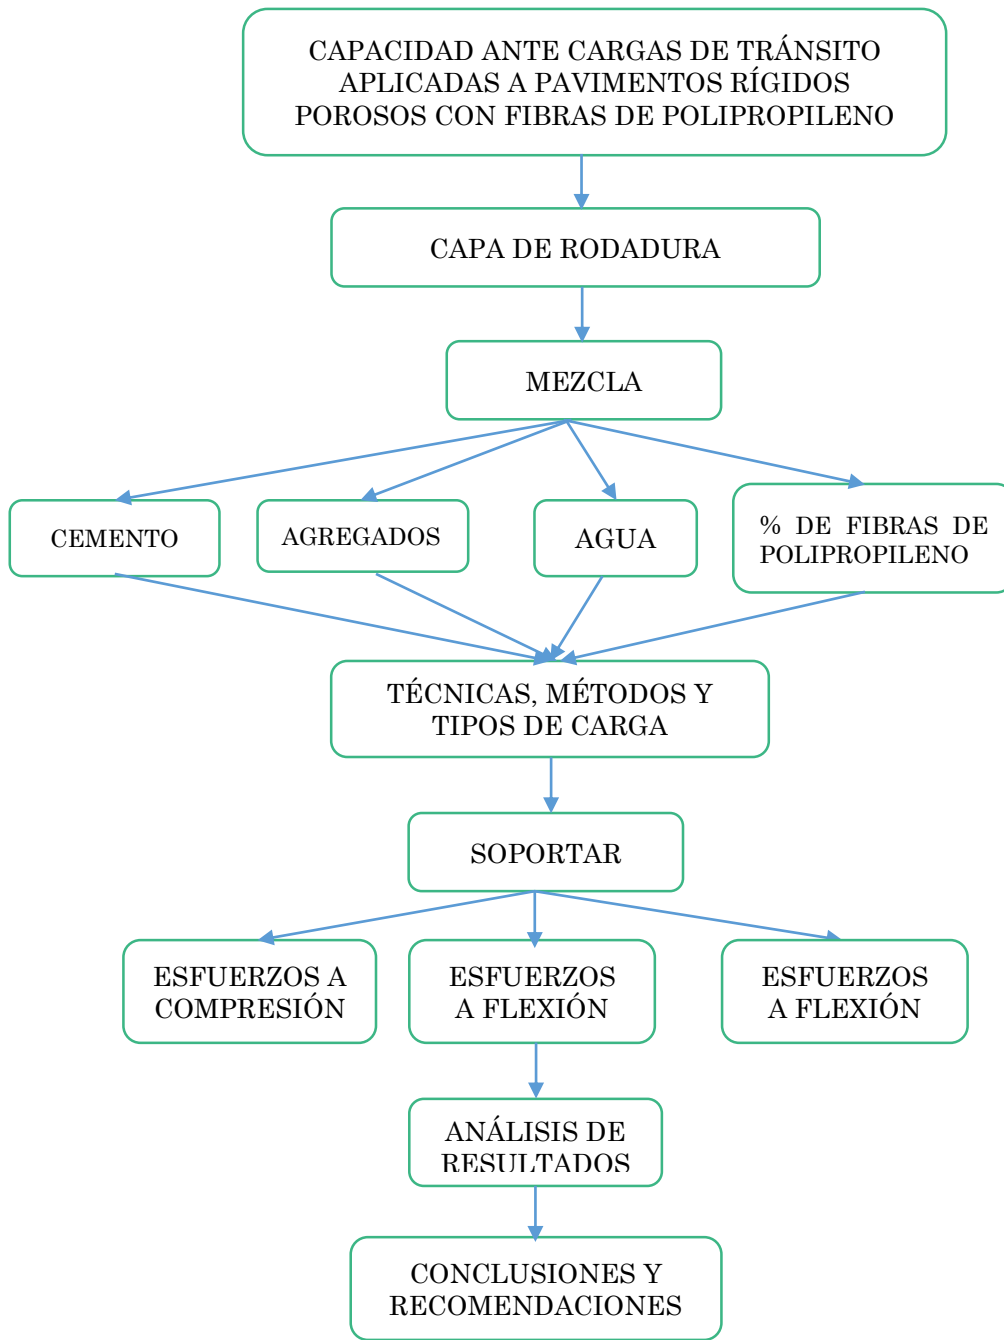 CAPACIDAD ANTE CARGAS DE TRÁNSITO
APLICADAS A PAVIMENTOS RÍGIDOS
POROSOS CON FIBRAS DE POLIPROPILENO
CAPA DE RODADURA
MEZCLA
CEMENTO
AGREGADOS
AGUA
% DE FIBRAS DE
POLIPROPILENO
TÉCNICAS, MÉTODOS Y
TIPOS DE CARGA
SOPORTAR
ESFUERZOS A
COMPRESIÓN
ESFUERZOS
A FLEXIÓN
ESFUERZOS
A FLEXIÓN
ANÁLISIS DE
RESULTADOS
CONCLUSIONES Y
RECOMENDACIONES